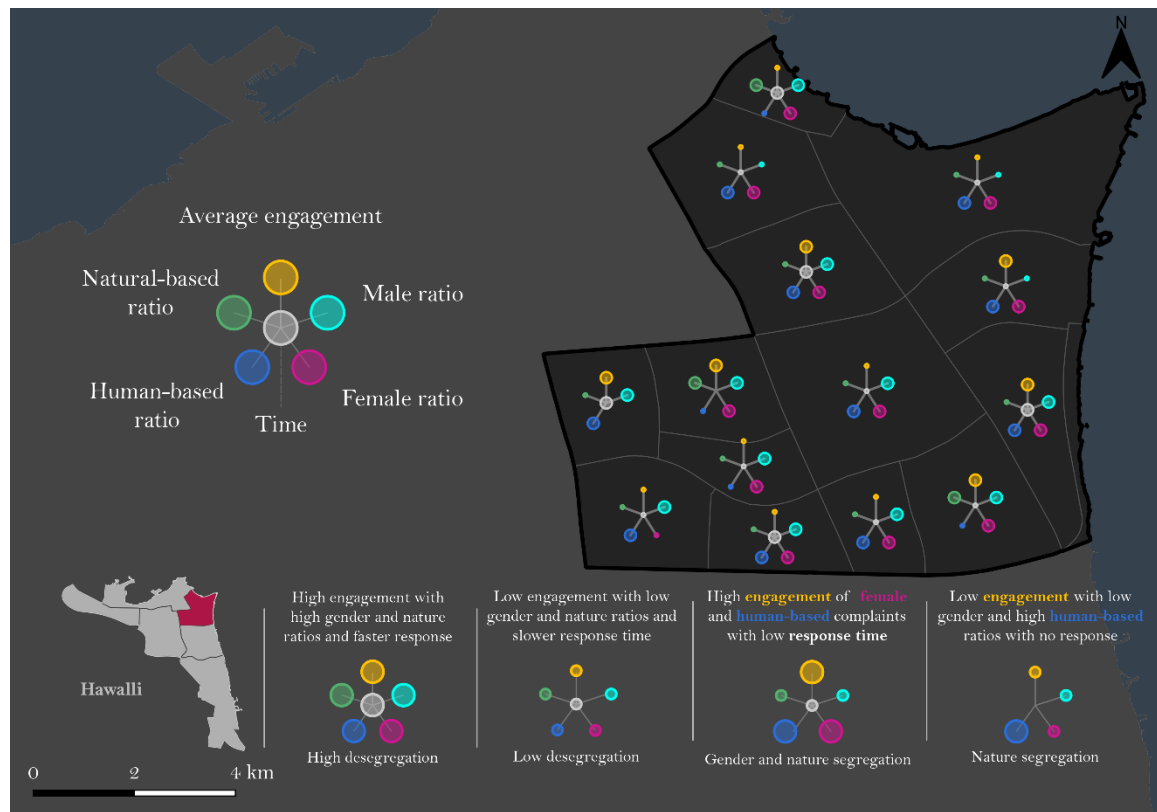 N
Average engagement
Natural-based
ratio
Male ratio
Human-based
ratio
Female ratio
Time
Hawalli
0 2 4 km
High engagement with
high gender and nature
ratios and faster response
High desegregation
Low engagement with low
gender and nature ratios and
slower response time
Low desegregation
High engagement of female
and human-based complaints
with low response time
Gender and nature segregation
Low engagement with low
gender and high human-based
ratios with no response
Nature segregation